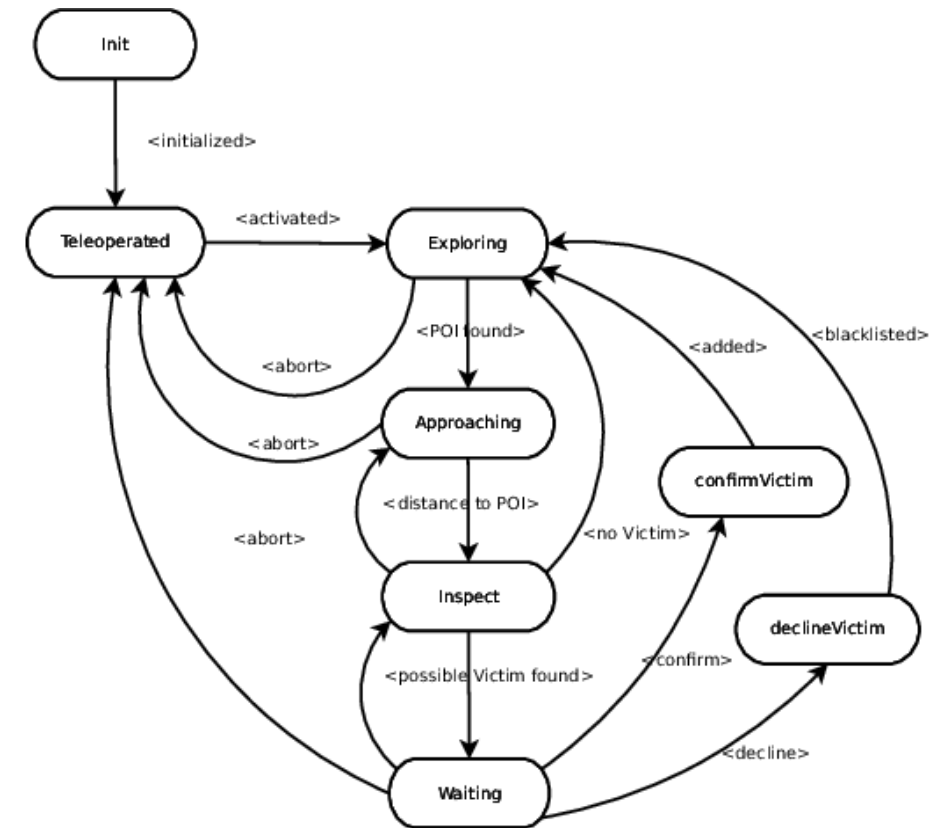 Init
<initialized>
Teleoperated
<activated>
Exploring
<POI found>
<blacklisted>
<added>
<abort>
Approaching
<abort>
confirmVictim
<distance to POI>
<no Victim>
<abort>
Inspect
declineVictim
<confirm>
<possible Victim found>
<decline>
Waiting